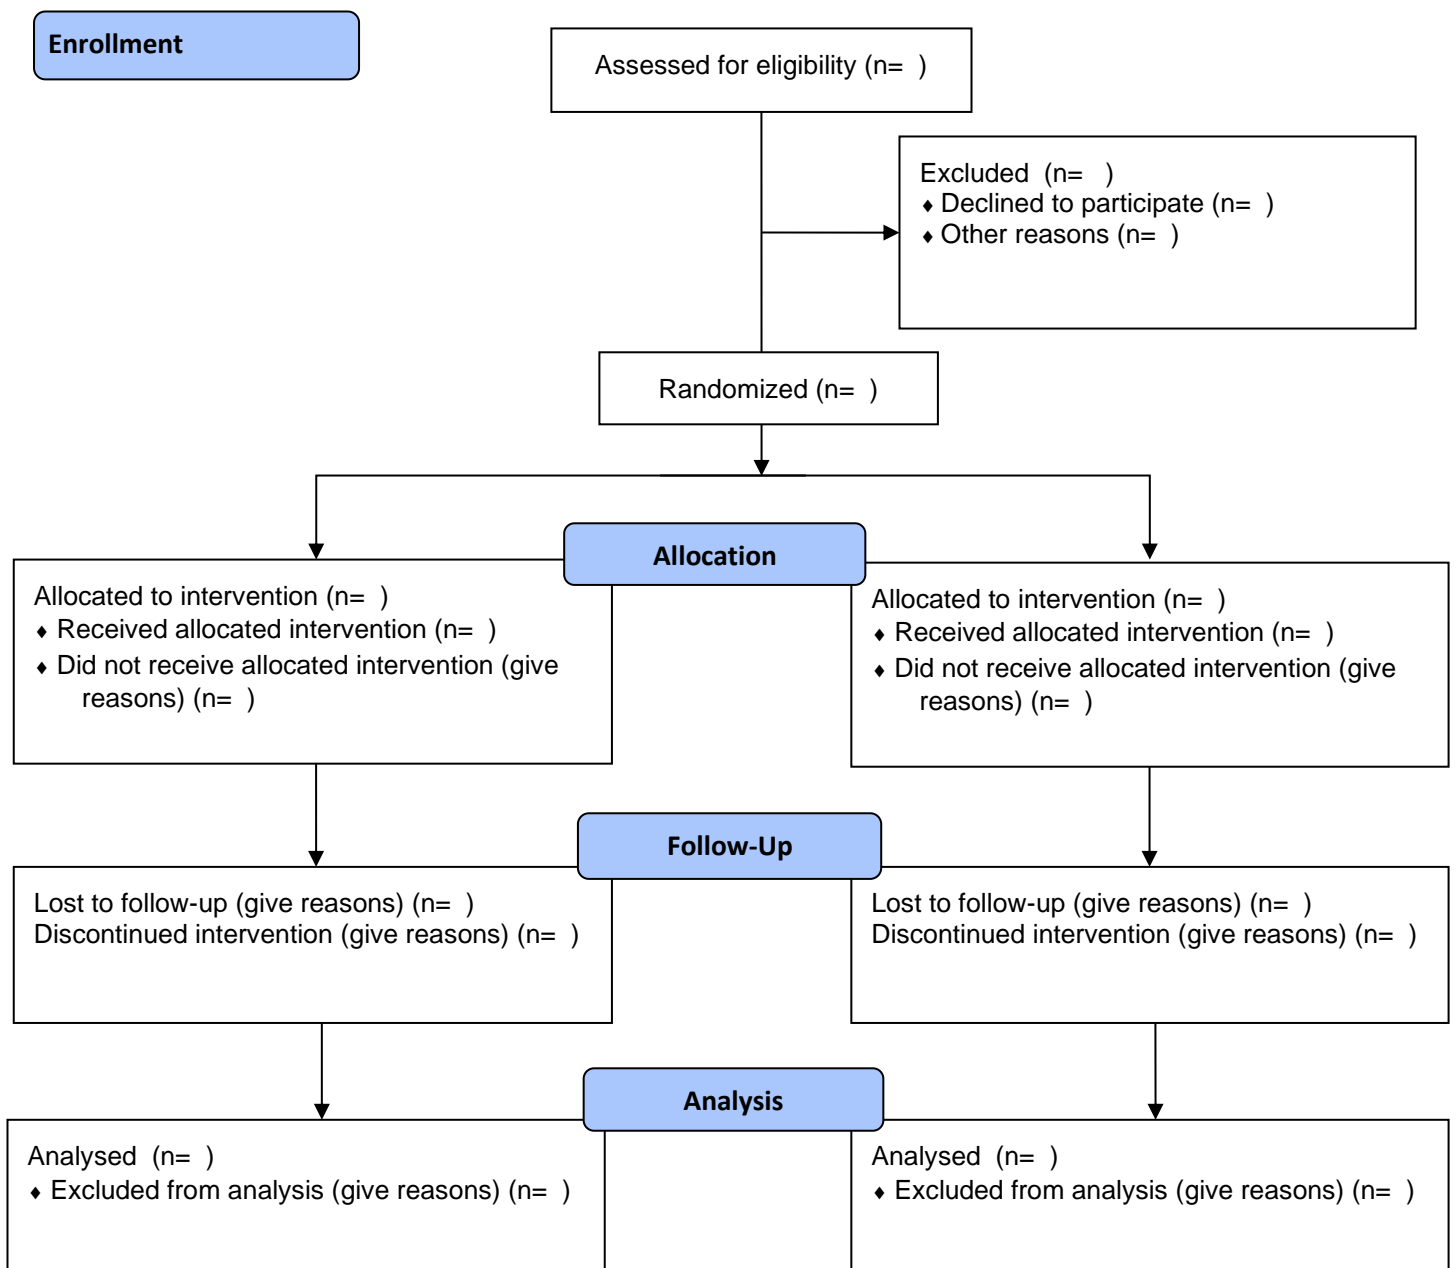 Enrollment
Assessed for eligibility (n=  )
Excluded  (n=   )
♦ Declined to participate (n=  )
♦ Other reasons (n=  )
Randomized (n=  )
Allocation
Allocated to intervention (n=  )
♦ Received allocated intervention (n=  )
♦ Did not receive allocated intervention (give
reasons) (n=  )
Allocated to intervention (n=  )
♦ Received allocated intervention (n=  )
♦ Did not receive allocated intervention (give
reasons) (n=  )
Follow-Up
Lost to follow-up (give reasons) (n=  )
Discontinued intervention (give reasons) (n=  )
Lost to follow-up (give reasons) (n=  )
Discontinued intervention (give reasons) (n=  )
Analysis
Analysed  (n=  )
♦ Excluded from analysis (give reasons) (n=  )
Analysed  (n=  )
♦ Excluded from analysis (give reasons) (n=  )